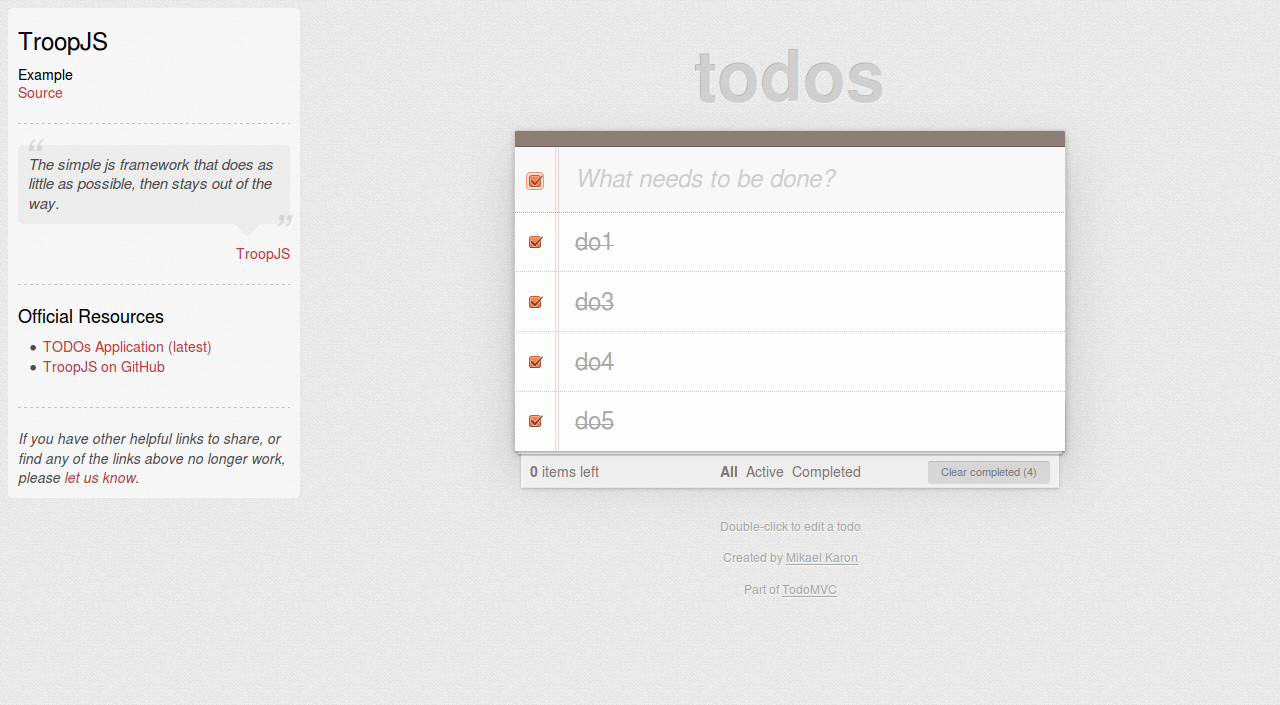 TroopJS
Example
Source
“
The simple js framework that does as
little as possible, then stays out of the
way.
”
TroopJS
Official Resources
• TODOs Application (latest)
• TroopJS on GitHub
If you have other helpful links to share, or
find any of the links above no longer work,
please let us know.
todos
What needs to be done?
do1
do3
do4
do5
0 items left All Active Completed Clear completed (4)
Double-click to edit a todo
Created by Mikael Karon
Part of TodoMVC